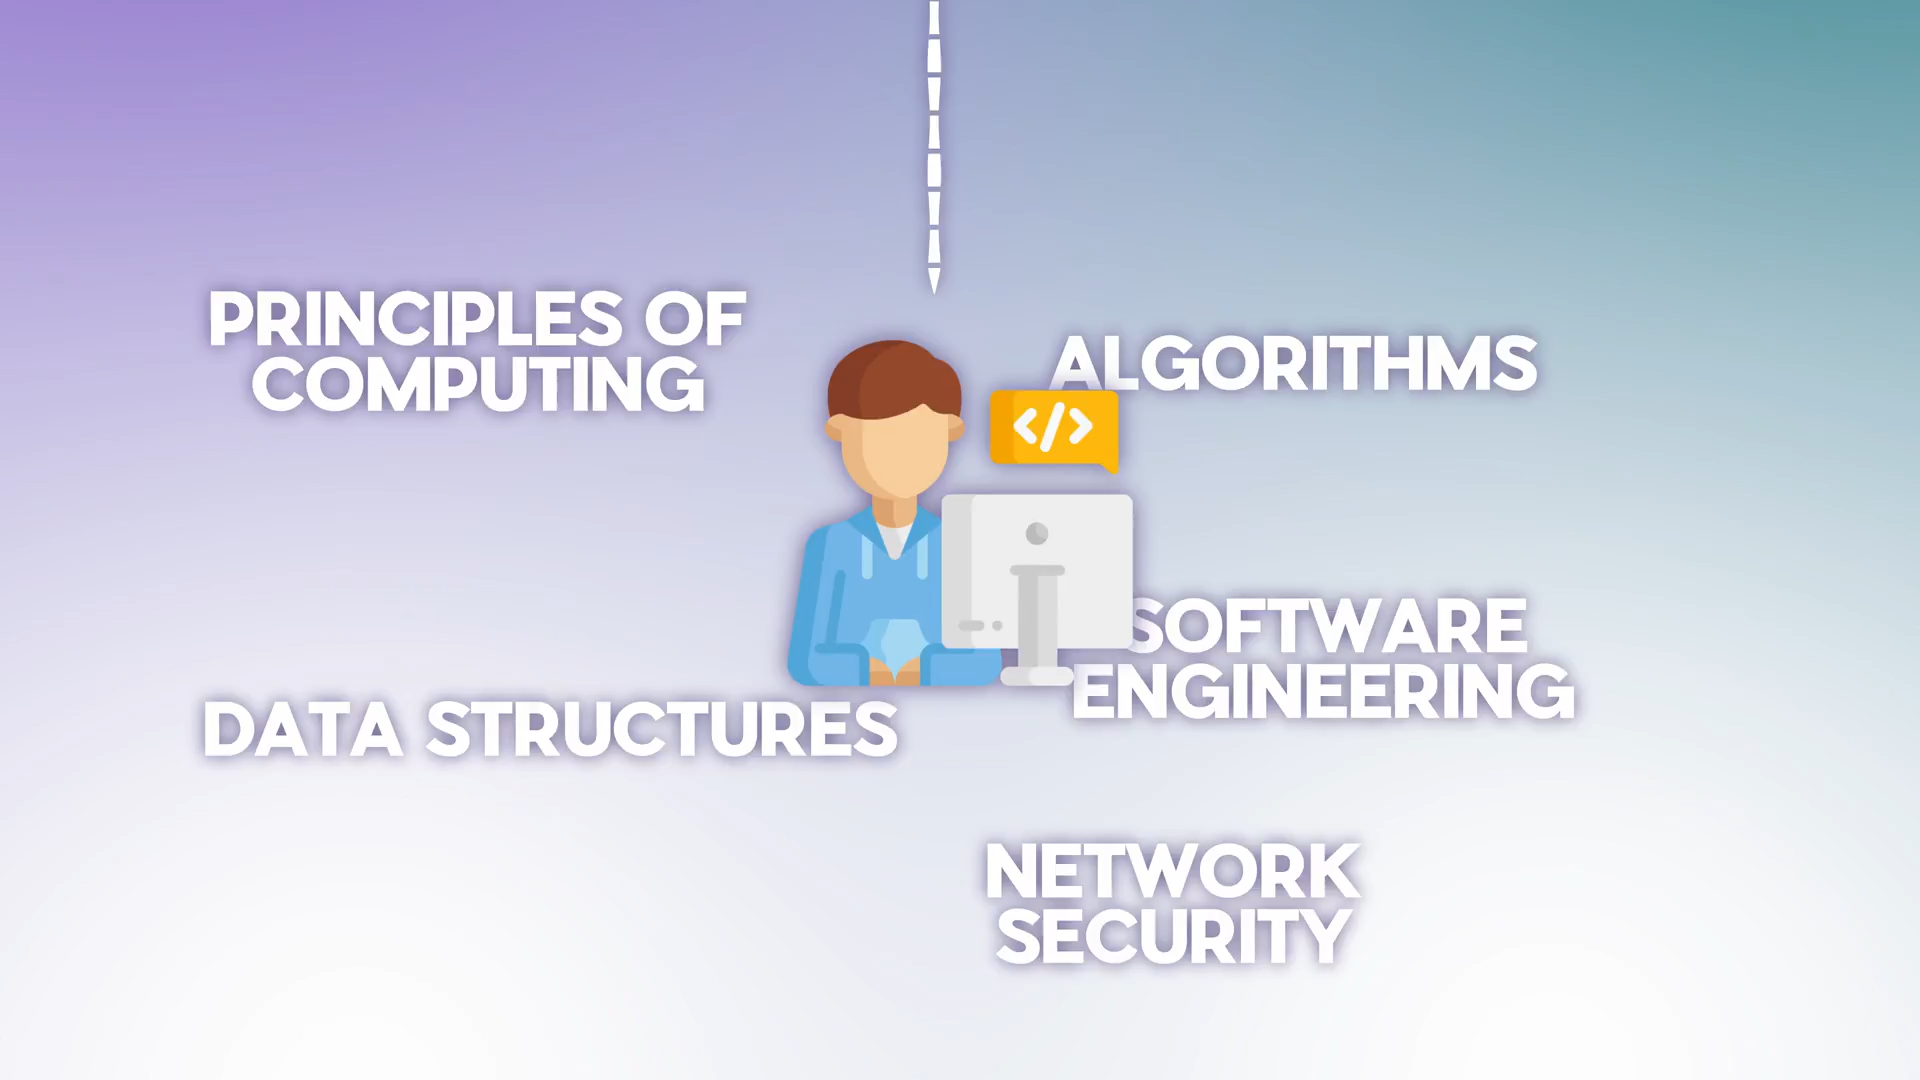 PRINCIPLES OF
COMPUTING
ALGORITHMS
</>
SOFTWARE
ENGINEERING
DATA STRUCTURES
NETWORK
SECURITY